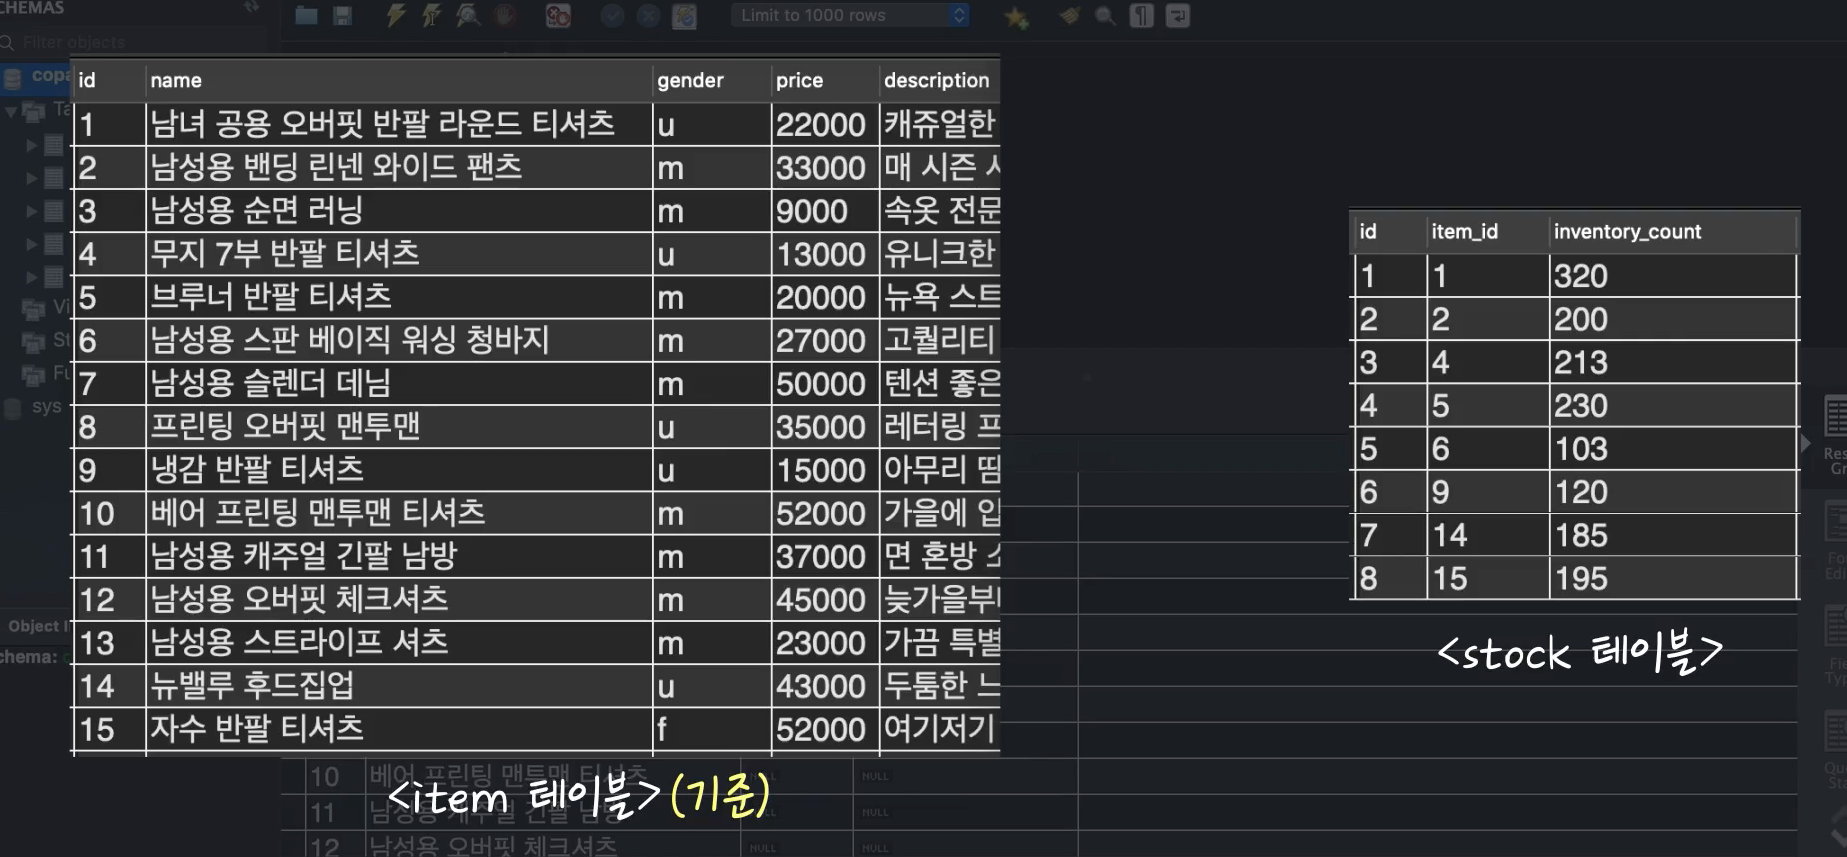 CHEMAS
Limit to 1000 rows
Filter objects
copa
Ta
Vi
St
Fu
sys
Object I
chema:
id name gender price description
1 남녀 공용 오버핏 반팔 라운드 티셔츠 u 22000 캐쥬얼한
2 남성용 밴딩 린넨 와이드 팬츠 m 33000 매 시즌
3 남성용 순면 러닝 m 9000 속옷 전문
4 무지 7부 반팔 티셔츠 u 13000 유니크한
5 브루너 반팔 티셔츠 m 20000 뉴욕 스트
6 남성용 스판 베이직 워싱 청바지 m 27000 고퀄리티
7 남성용 슬렌더 데님 m 50000 텐션 좋은
8 프린팅 오버핏 맨투맨 u 35000 레터링 프
9 냉감 반팔 티셔츠 u 15000 아무리 땀
10 베어 프린팅 맨투맨 티셔츠 m 52000 가을에 입
11 남성용 캐주얼 긴팔 남방 m 37000 면 혼방
12 남성용 오버핏 체크셔츠 m 45000 늦가을부
13 남성용 스트라이프 셔츠 m 23000 가끔 특별
14 뉴밸루 후드집업 u 43000 두툼한 느
15 자수 반팔 티셔츠 f 52000 여기저기
<item 테이블>(기준)
id item_id inventory_count
1 1 320
2 2 200
3 4 213
4 5 230
5 6 103
6 9 120
7 14 185
8 15 195
<stock 테이블>
10 베어 프린팅 맨투맨 티셔츠 NULL
11 남성용 캐주얼 긴팔 남방 NULL
12 남성용 오버핏 체크셔츠 NULL NULL